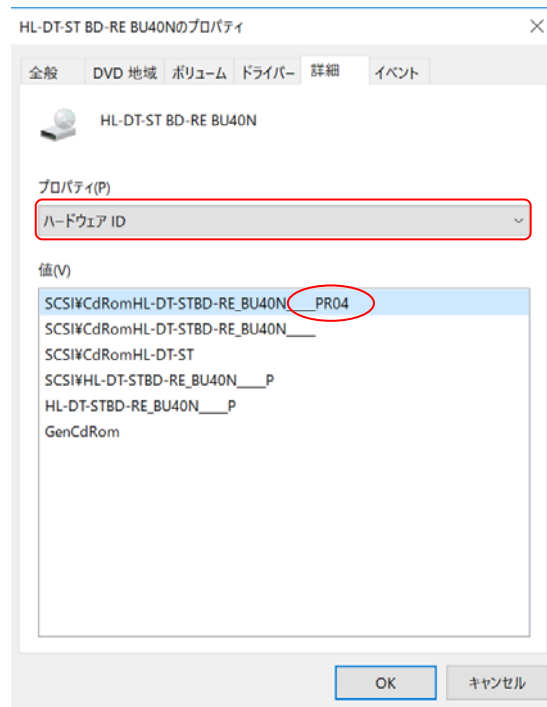 HL-DT-ST BD-RE BU40Nのプロパティ
全般 DVD 地域 ボリューム ドライバー 詳細 イベント
HL-DT-ST BD-RE BU40N
プロパティ(P)
ハードウェア ID
値(V)
SCSI¥CdRomHL-DT-STBD-RE_BU40N____PR04
SCSI¥CdRomHL-DT-STBD-RE_BU40N____
SCSI¥CdRomHL-DT-ST
SCSI¥HL-DT-STBD-RE_BU40N____P
HL-DT-STBD-RE_BU40N____P
GenCdRom
OK キャンセル